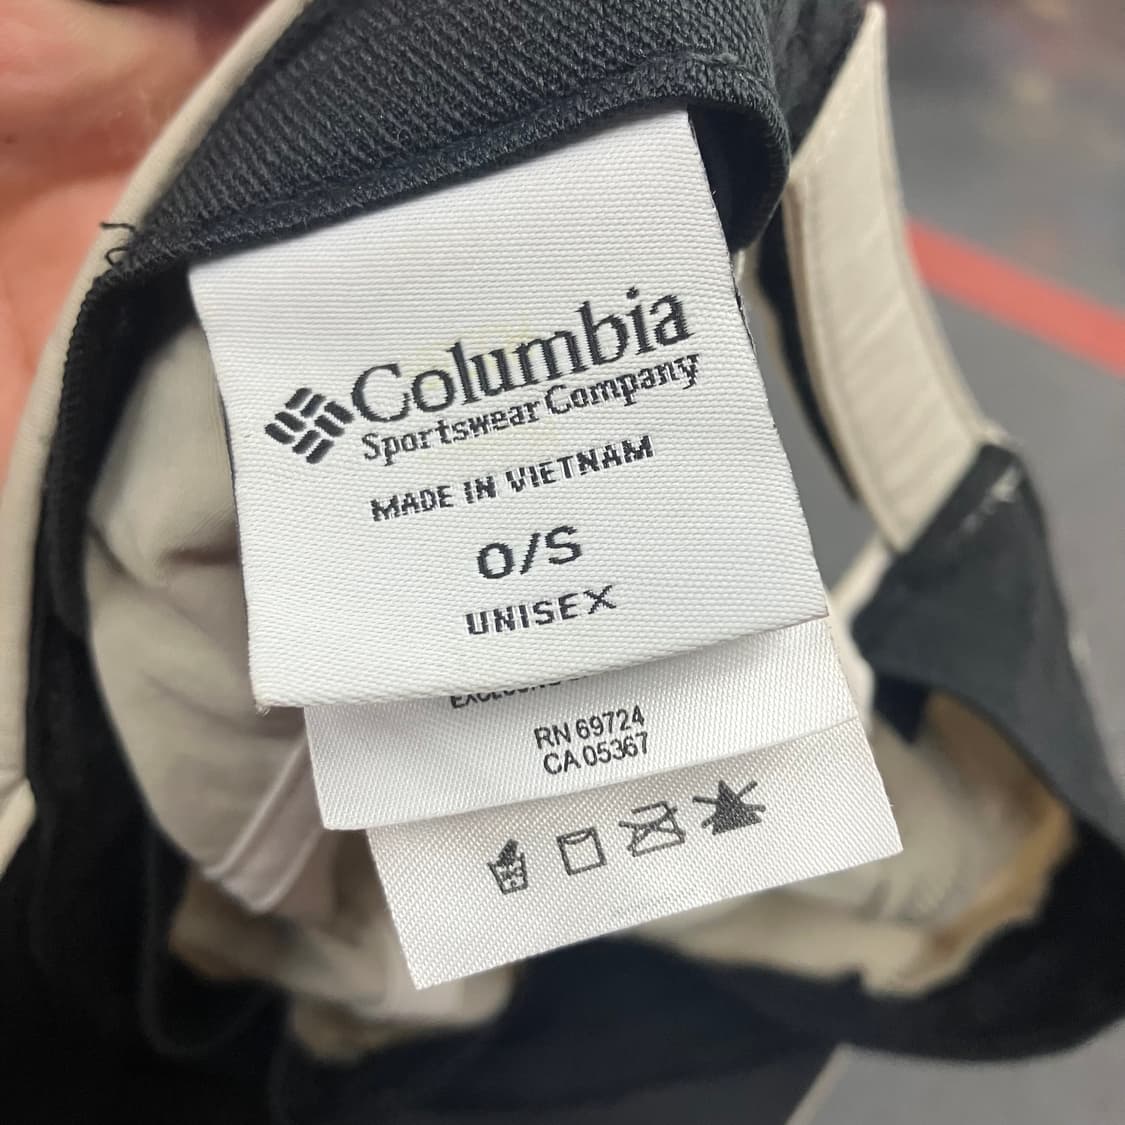 Columbia
Sportswear Company
MADE IN VIETNAM
O/S
UNISEX
RN 69724
CA 05367